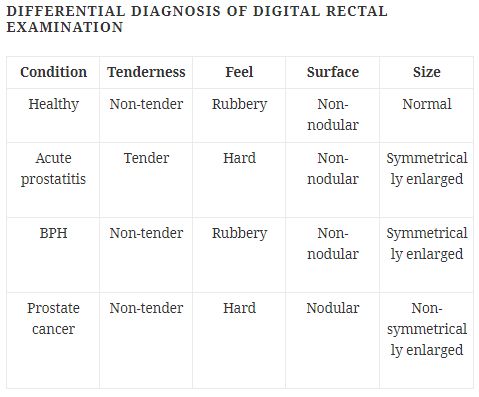 DIFFERENTIAL DIAGNOSIS OF DIGITAL RECTAL
EXAMINATION
Condition Tenderness Feel Surface Size
Healthy Non-tender Rubbery Non-nodular Normal
Acute prostatitis Tender Hard Non-nodular Symmetrically enlarged
BPH Non-tender Rubbery Non-nodular Symmetrically enlarged
Prostate cancer Non-tender Hard Nodular Non-symmetrically enlarged